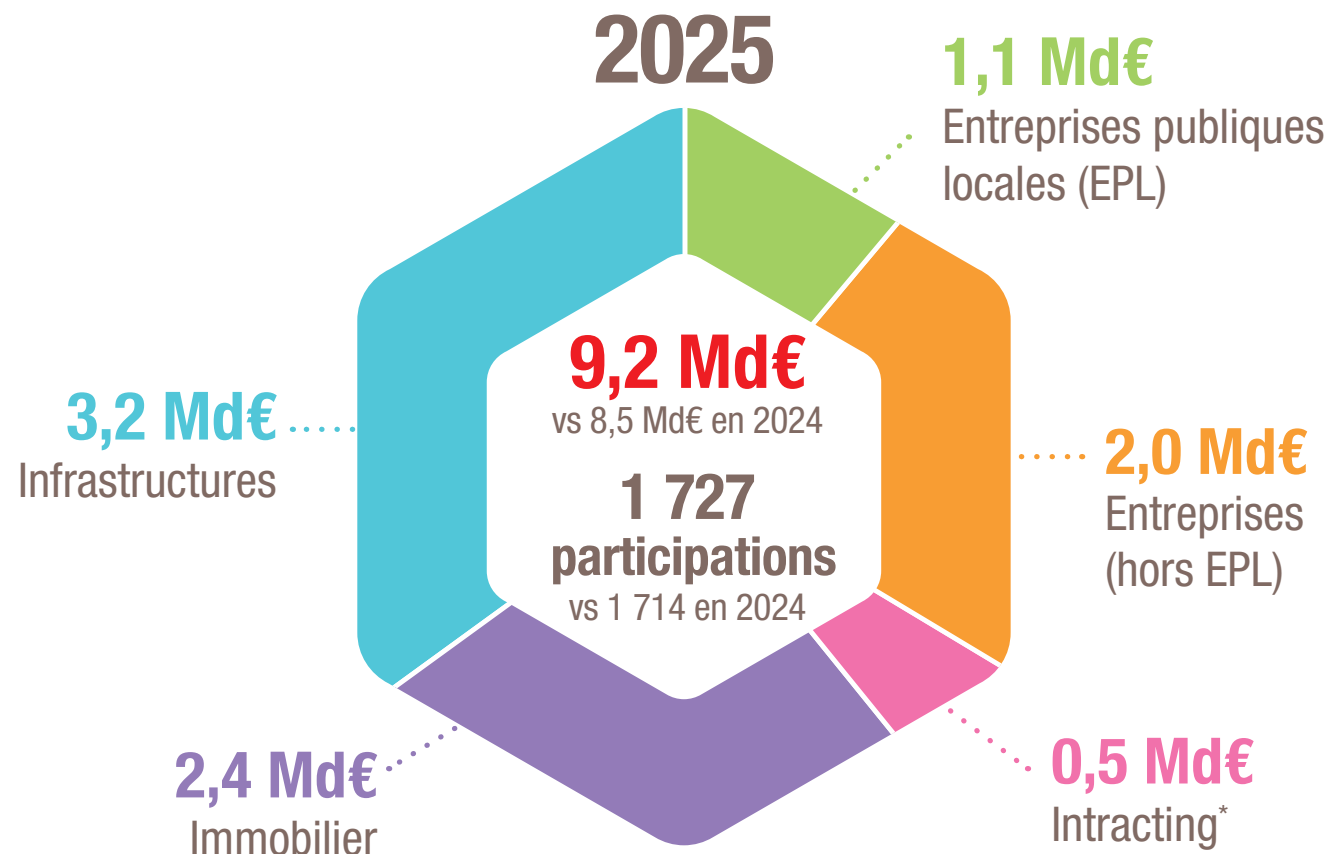 2025
1,1 Md€
Entreprises publiques
locales (EPL)
9,2 Md€
vs 8,5 Md€ en 2024
1 727
participations
vs 1 714 en 2024
3,2 Md€
Infrastructures
2,0 Md€
Entreprises
(hors EPL)
2,4 Md€
Immobilier
0,5 Md€
Intracting*